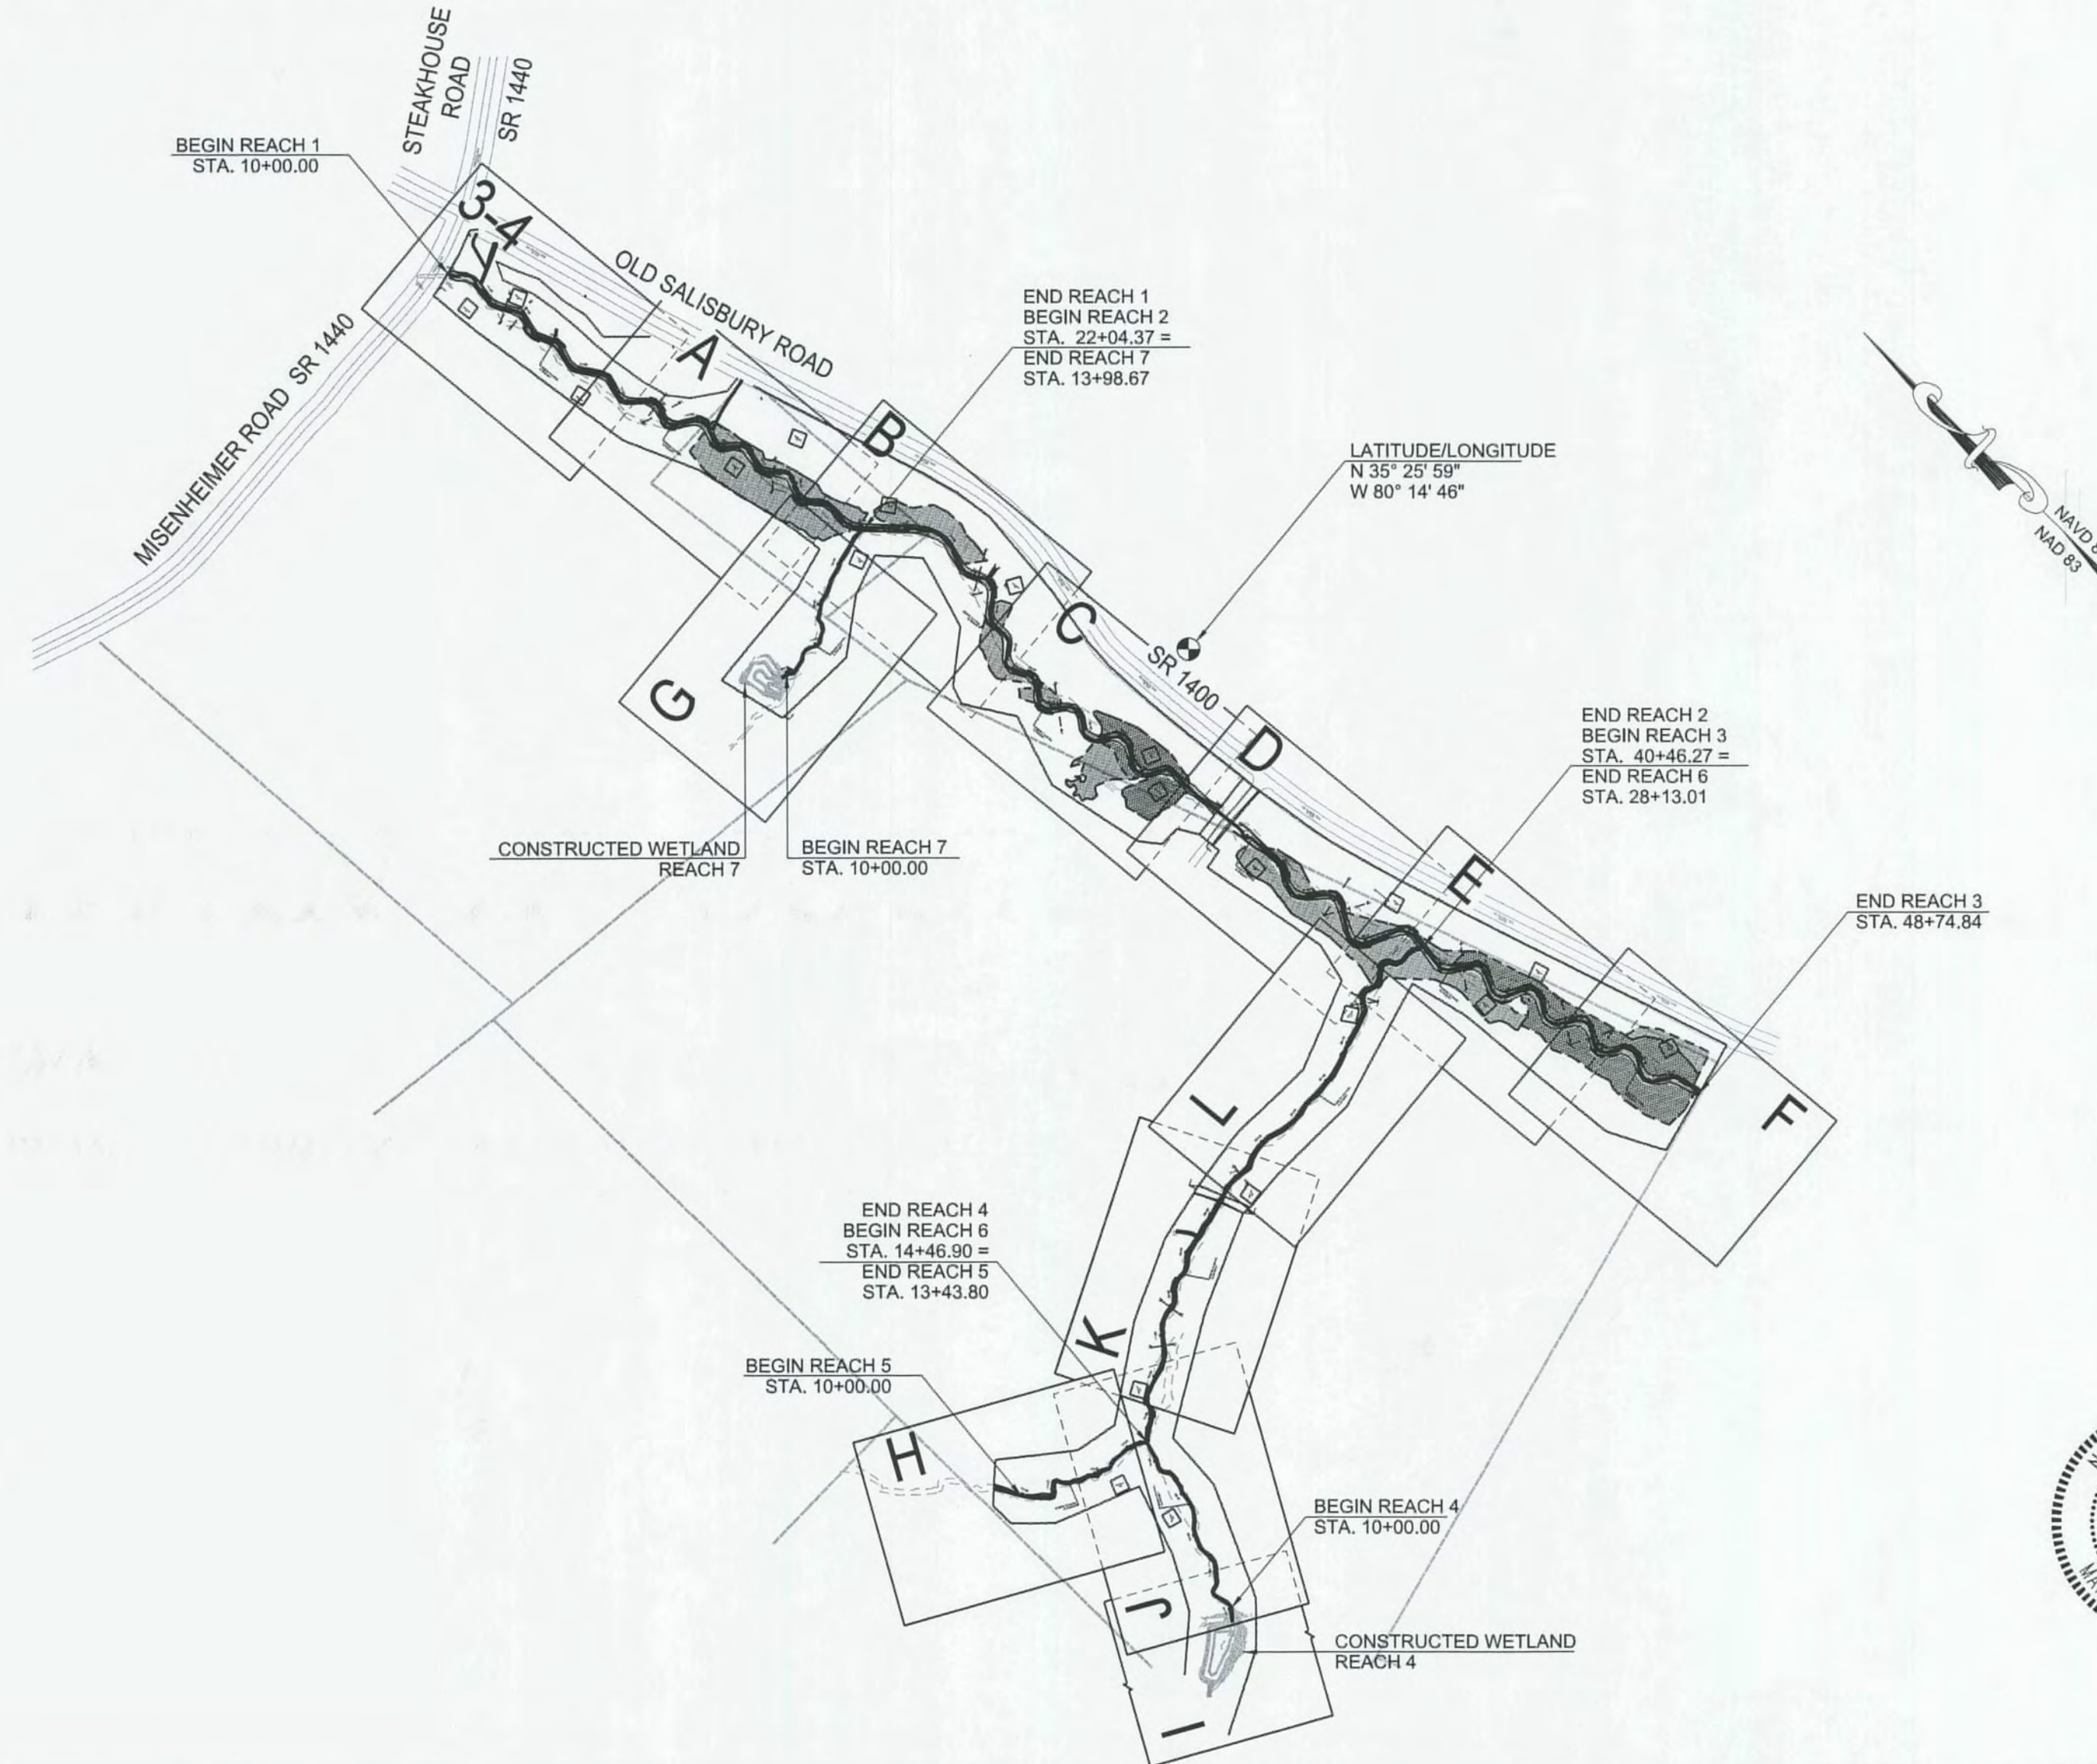 STEAKHOUSE
ROAD
SR 1440
BEGIN REACH 1
STA. 10+00.00
3-4
OLD SALISBURY ROAD
MISENHEIMER ROAD SR 1440
A
END REACH 1
BEGIN REACH 2
STA. 22+04.37 =
END REACH 7
STA. 13+98.67
B
LATITUDE/LONGITUDE
N 35° 25' 59"
W 80° 14' 46"
NAVD 8
NAD 83
C
SR 1400
G
D
END REACH 2
BEGIN REACH 3
STA. 40+46.27 =
END REACH 6
STA. 28+13.01
CONSTRUCTED WETLAND
REACH 7
BEGIN REACH 7
STA. 10+00.00
E
END REACH 3
STA. 48+74.84
L
F
END REACH 4
BEGIN REACH 6
STA. 14+46.90 =
END REACH 5
STA. 13+43.80
K
BEGIN REACH 5
STA. 10+00.00
H
BEGIN REACH 4
STA. 10+00.00
J
CONSTRUCTED WETLAND
REACH 4
I